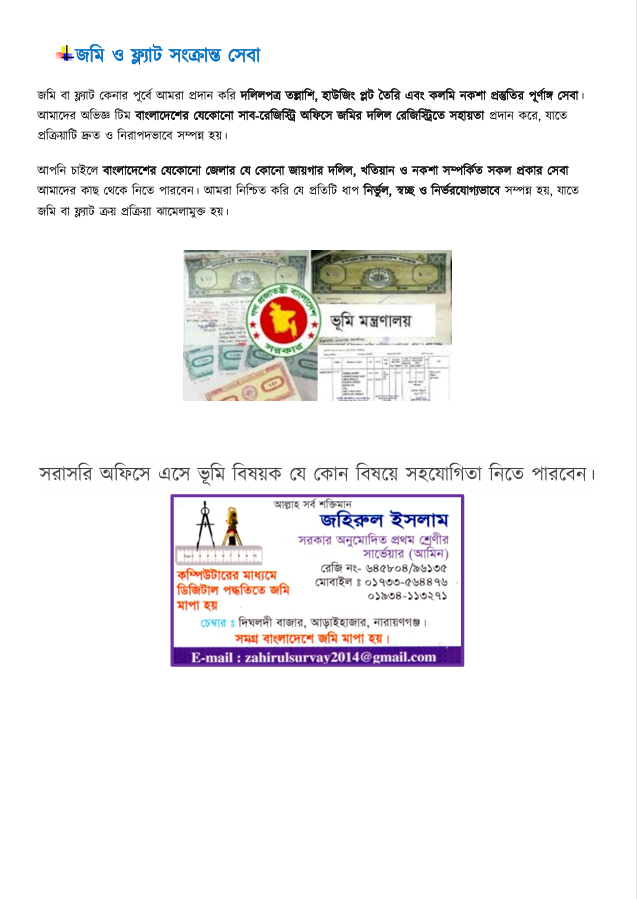 জমি ও ফ্ল্যাট সংক্রান্ত সেবা
জমি বা ফ্ল্যাট কেনার পূর্বে আমরা প্রদান করি দলিলপত্র তল্লাশি, হাউজিং প্লট তৈরি এবং কলমি নকশা প্রস্তুতির পূর্ণাঙ্গ সেবা।
আমাদের অভিজ্ঞ টিম বাংলাদেশের যেকোনো সাব-রেজিস্ট্রি অফিসে জমির দলিল রেজিস্ট্রিতে সহায়তা প্রদান করে, যাতে
প্রক্রিয়াটি দ্রুত ও নিরাপদভাবে সম্পন্ন হয়।
আপনি চাইলে বাংলাদেশের যেকোনো জেলার যে কোনো জায়গার দলিল, খতিয়ান ও নকশা সম্পর্কিত সকল প্রকার সেবা
আমাদের কাছ থেকে নিতে পারবেন। আমরা নিশ্চিত করি যে প্রতিটি ধাপ নির্ভুল, স্বচ্ছ ও নির্ভরযোগ্যভাবে সম্পন্ন হয়, যাতে
জমি বা ফ্ল্যাট ক্রয় প্রক্রিয়া ঝামেলামুক্ত হয়।
গণপ্রজাতন্ত্রী বাংলাদেশ
সরকার
ভূমি মন্ত্রণালয়
সরাসরি অফিসে এসে ভূমি বিষয়ক যে কোন বিষয়ে সহযোগিতা নিতে পারবেন।
আল্লাহ সর্ব শক্তিমান
জহিরুল ইসলাম
সরকার অনুমোদিত প্রথম শ্রেণীর
সার্ভেয়ার (আমিন)
রেজি নং- ৬৪৫৮০৪/৯৬১৩৫
মোবাইল ঃ ০১৭৩৩-৫৬৪৪৭৬
০১৯৩৪-১১৩২৭১
কম্পিউটারের মাধ্যমে
ডিজিটাল পদ্ধতিতে জমি
মাপা হয়
চেম্বার ঃ দিঘলদী বাজার, আড়াইহাজার, নারায়ণগঞ্জ।
সমগ্র বাংলাদেশে জমি মাপা হয়।
E-mail : zahirulsurvay2014@gmail.com